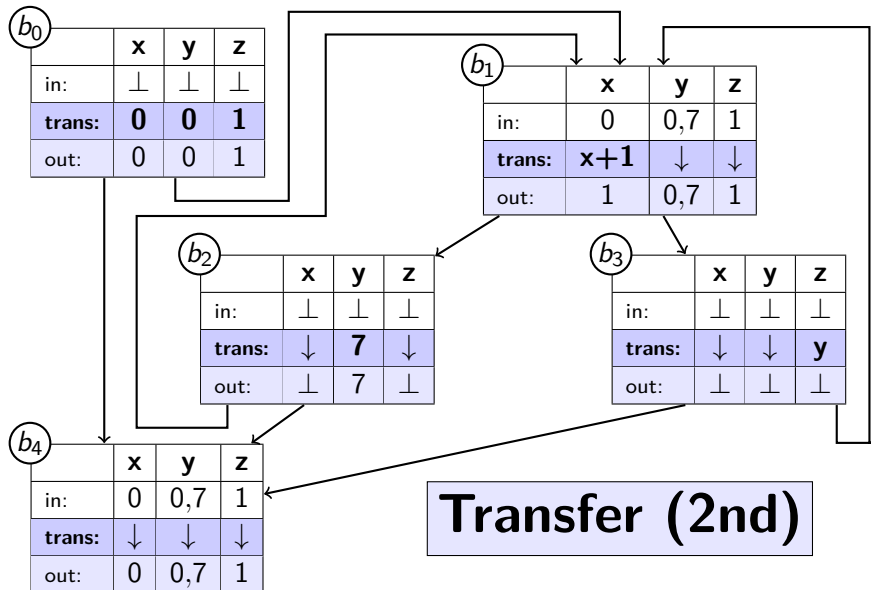 b0
x y z
in: ⊥ ⊥ ⊥
trans: 0 0 1
out: 0 0 1
b1
x y z
in: 0 0,7 1
trans: x+1 ↓ ↓
out: 1 0,7 1
b2
x y z
in: ⊥ ⊥ ⊥
trans: ↓ 7 ↓
out: ⊥ 7 ⊥
b3
x y z
in: ⊥ ⊥ ⊥
trans: ↓ ↓ y
out: ⊥ ⊥ ⊥
b4
x y z
in: 0 0,7 1
trans: ↓ ↓ ↓
out: 0 0,7 1
Transfer (2nd)